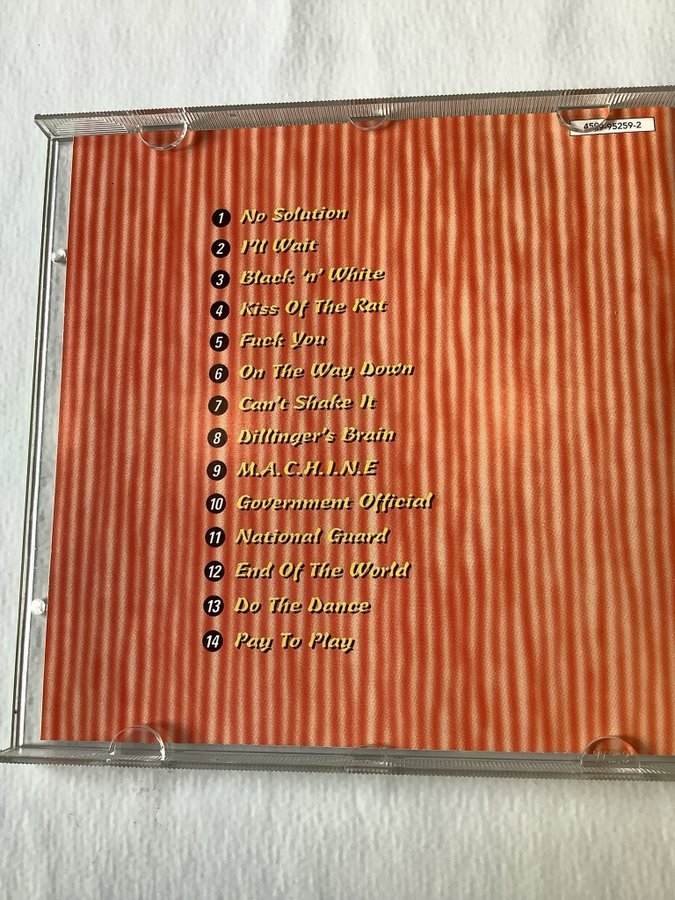 4509-95259-2
1 No Solution
2 I'll Wait
3 Black 'n' White
4 Kiss Of The Rat
5 Fuck You
6 On The Way Down
7 Can't Shake It
8 Dillinger's Brain
9 M.A.C.H.I.N.E
10 Government Official
11 National Guard
12 End Of The World
13 Do The Dance
14 Pay To Play